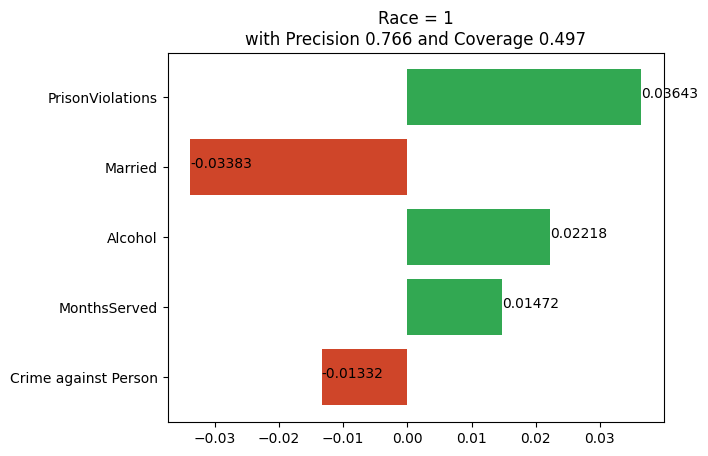 Race = 1
with Precision 0.766 and Coverage 0.497
PrisonViolations
0.03643
Married
-0.03383
Alcohol
0.02218
MonthsServed
0.01472
Crime against Person
-0.01332
−0.03 −0.02 −0.01 0.00 0.01 0.02 0.03